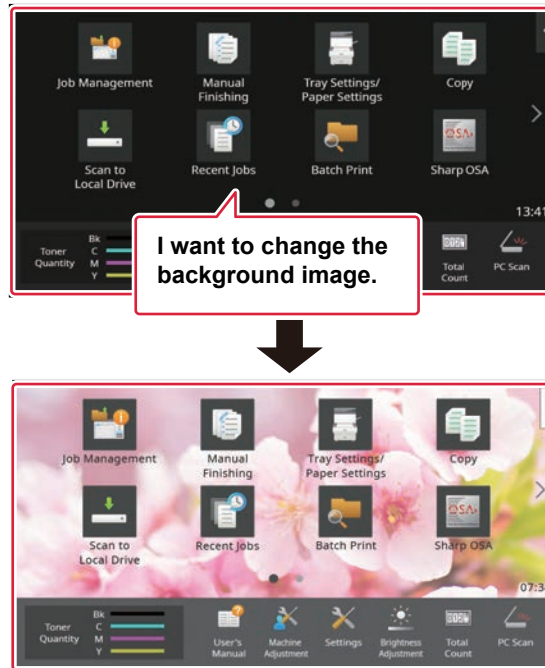 Job Management
Manual
Finishing
Tray Settings/
Paper Settings
Copy
Scan to
Local Drive
Recent Jobs
Batch Print
OSA
Sharp OSA
13:41
Toner
Quantity
Bk
C
M
Y
I want to change the
background image.
Total
Count
PC Scan
Job Management
Manual
Finishing
Tray Settings/
Paper Settings
Copy
Scan to
Local Drive
Recent Jobs
Batch Print
OSA
Sharp OSA
Toner
Quantity
Bk
C
M
Y
User's
Manual
Machine
Adjustment
Settings
Brightness
Adjustment
Total
Count
PC Scan